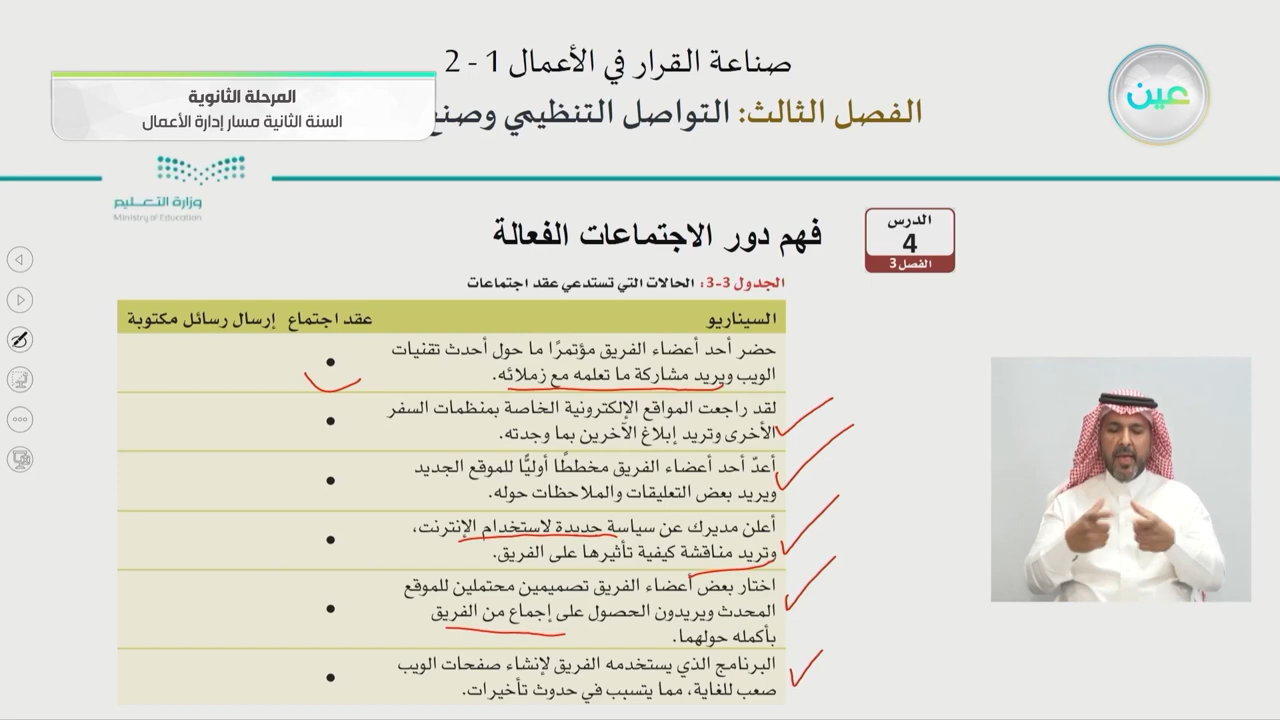 صناعة القرار في الأعمال 1 - 2
الفصل الثالث: التواصل التنظيمي وصنع
المرحلة الثانوية
السنة الثانية مسار إدارة الأعمال
عين
وزارة التعليم
Ministry of Education
الدرس
4
الفصل 3
فهم دور الاجتماعات الفعالة
الجدول 3-3: الحالات التي تستدعي عقد اجتماعات
السيناريو عقد اجتماع إرسال رسائل مكتوبة
حضر أحد أعضاء الفريق مؤتمرًا ما حول أحدث تقنيات
الويب ويريد مشاركة ما تعلمه مع زملائه.
لقد راجعت المواقع الإلكترونية الخاصة بمنظمات السفر
الأخرى وتريد إبلاغ الآخرين بما وجدته.
أعدّ أحد أعضاء الفريق مخططًا أوليًّا للموقع الجديد
ويريد بعض التعليقات والملاحظات حوله.
أعلن مديرك عن سياسة جديدة لاستخدام الإنترنت،
وتريد مناقشة كيفية تأثيرها على الفريق.
اختار بعض أعضاء الفريق تصميمين محتملين للموقع
المحدث ويريدون الحصول على إجماع من الفريق
بأكمله حولهما.
البرنامج الذي يستخدمه الفريق لإنشاء صفحات الويب
صعب للغاية، مما يتسبب في حدوث تأخيرات.